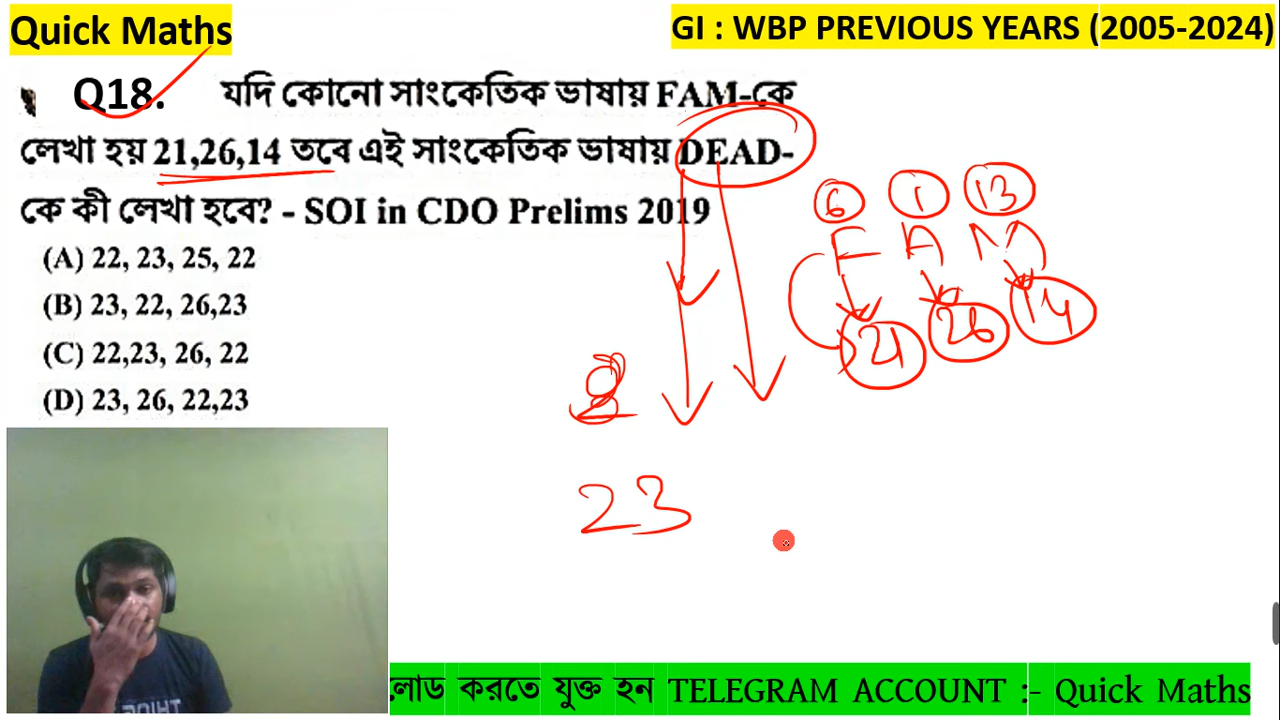 Quick Maths
GI : WBP PREVIOUS YEARS (2005-2024)
Q18. যদি কোনো সাংকেতিক ভাষায় FAM-কে
লেখা হয় 21,26,14 তবে এই সাংকেতিক ভাষায় DEAD-
কে কী লেখা হবে? - SOI in CDO Prelims 2019
(A) 22, 23, 25, 22
(B) 23, 22, 26,23
(C) 22,23, 26, 22
(D) 23, 26, 22,23
6 1 13
F A M
21 26 14
23
লোড করতে যুক্ত হন TELEGRAM ACCOUNT :- Quick Maths